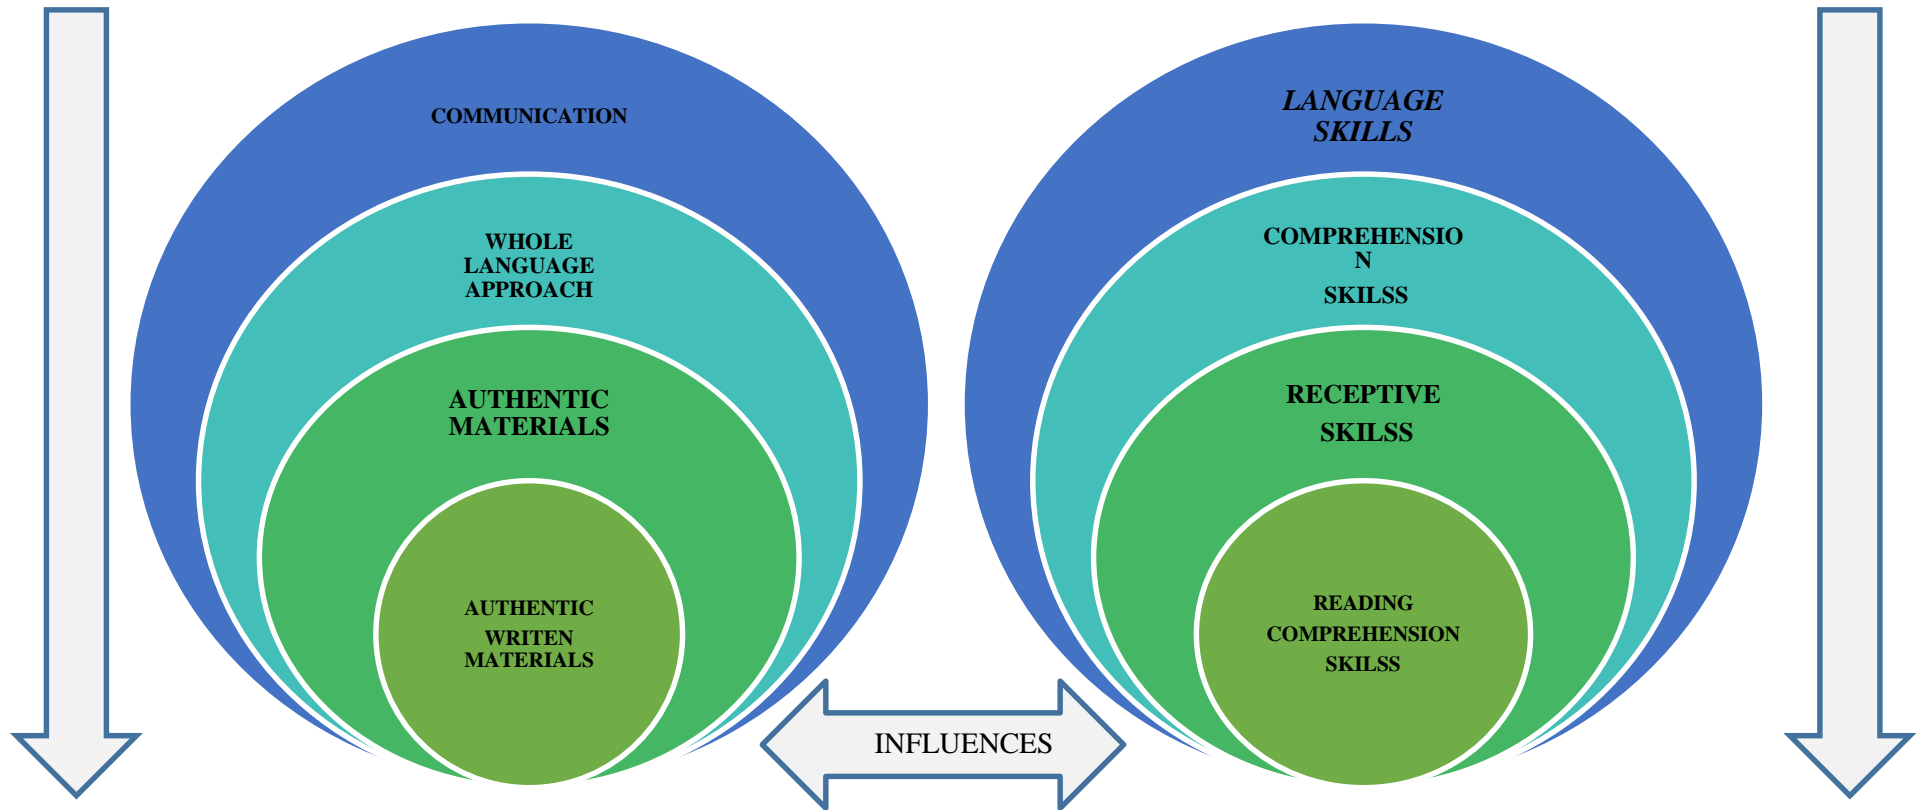 COMMUNICATION
WHOLE
LANGUAGE
APPROACH
AUTHENTIC
MATERIALS
AUTHENTIC
WRITEN
MATERIALS
LANGUAGE
SKILLS
COMPREHENSIO
N
SKILSS
RECEPTIVE
SKILSS
READING
COMPREHENSION
SKILSS
INFLUENCES